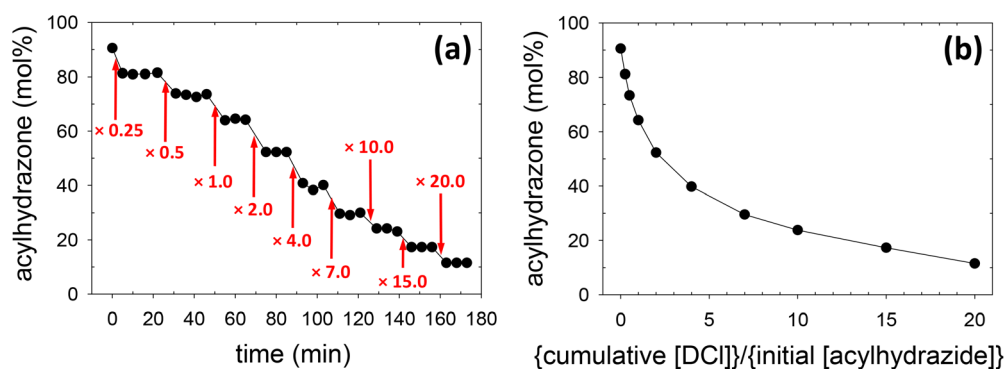 (a)
acylhydrazone (mol%)
100
80
60
40
20
0
× 0.25
× 0.5
× 1.0
× 2.0
× 4.0
× 7.0
× 10.0
× 15.0
× 20.0
0 20 40 60 80 100 120 140 160 180
time (min)
(b)
acylhydrazone (mol%)
100
80
60
40
20
0
0 5 10 15 20
{cumulative [DCl]}/{initial [acylhydrazide]}